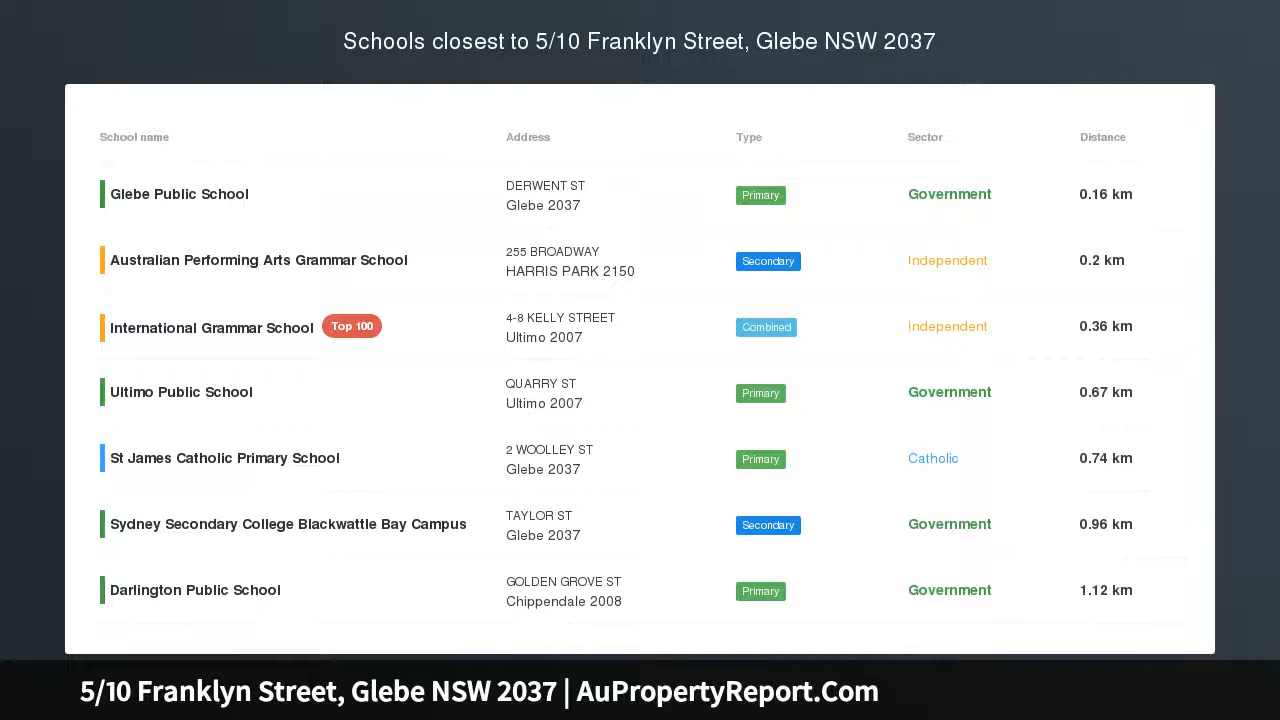 Schools closest to 5/10 Franklyn Street, Glebe NSW 2037
School name Address Type Sector Distance
Glebe Public School DERWENT ST Glebe 2037 Primary Government 0.16 km
Australian Performing Arts Grammar School 255 BROADWAY HARRIS PARK 2150 Secondary Independent 0.2 km
International Grammar School Top 100 4-8 KELLY STREET Ultimo 2007 Combined Independent 0.36 km
Ultimo Public School QUARRY ST Ultimo 2007 Primary Government 0.67 km
St James Catholic Primary School 2 WOOLLEY ST Glebe 2037 Primary Catholic 0.74 km
Sydney Secondary College Blackwattle Bay Campus TAYLOR ST Glebe 2037 Secondary Government 0.96 km
Darlington Public School GOLDEN GROVE ST Chippendale 2008 Primary Government 1.12 km
5/10 Franklyn Street, Glebe NSW 2037 | AuPropertyReport.Com